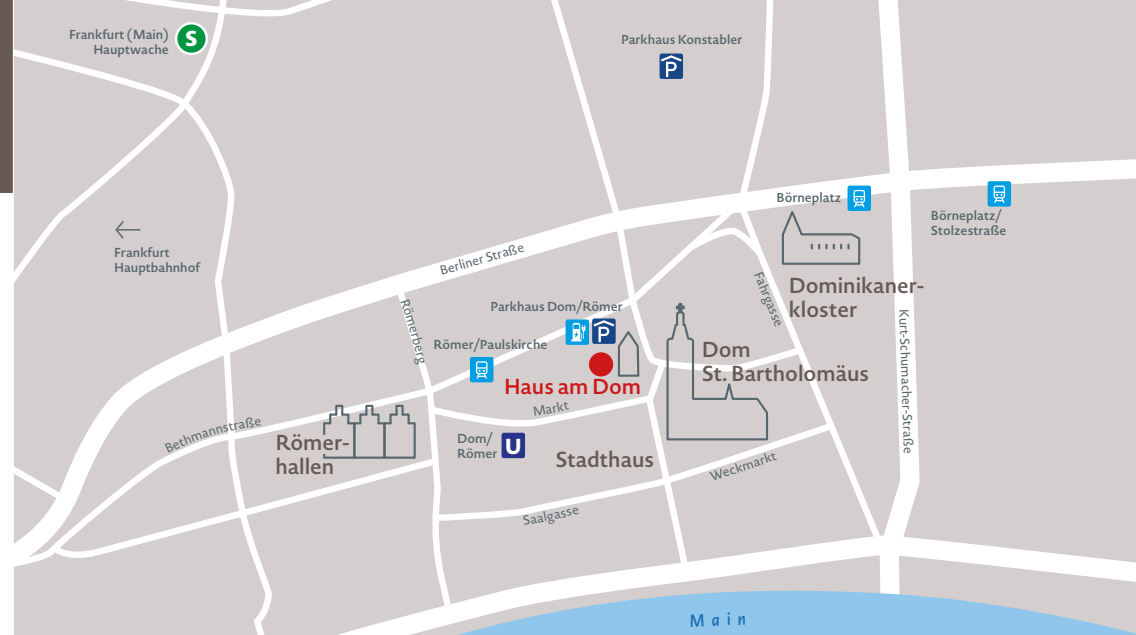 Frankfurt (Main)
Hauptwache
S
Parkhaus Konstabler
P
Börneplatz
Börneplatz/
Stolzestraße
Frankfurt
Hauptbahnhof
Berliner Straße
Dominikaner-
kloster
Fahrgasse
Kurt-Schumacher-Straße
Römerberg
Parkhaus Dom/Römer
P
Römer/Paulskirche
Dom
St. Bartholomäus
Haus am Dom
Markt
Bethmannstraße
Römer-
hallen
Dom/
Römer
U
Stadthaus
Weckmarkt
Saalgasse
Main